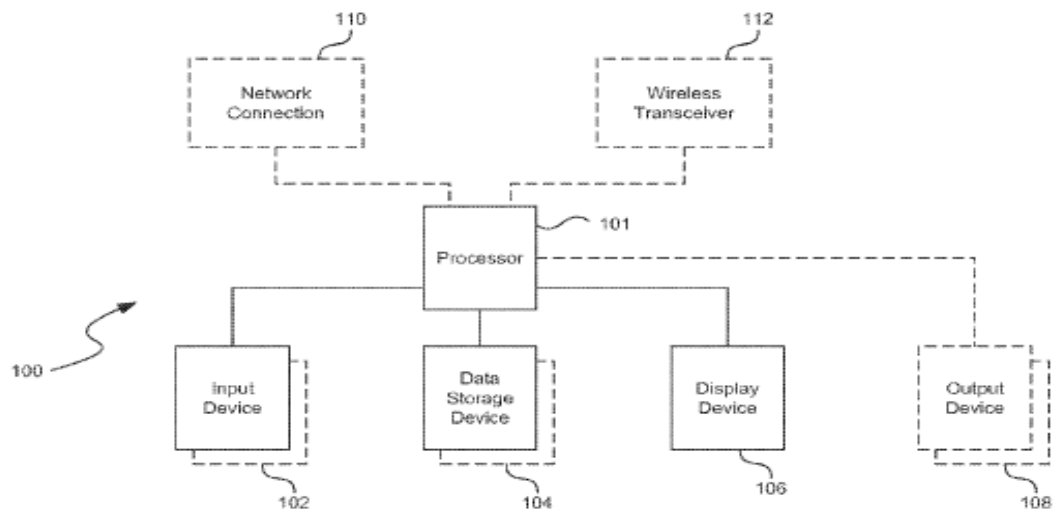 110
112
Network
Connection
Wireless
Transceiver
101
Processor
100
Input
Device
Data
Storage
Device
Display
Device
Output
Device
102
104
106
108